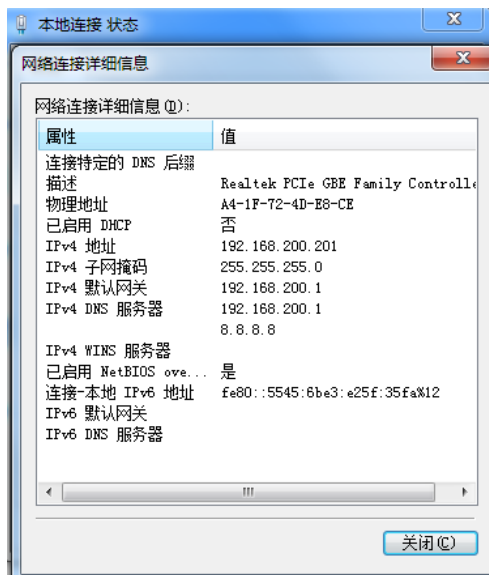 本地连接 状态
网络连接详细信息
网络连接详细信息(D):
属性 值
连接特定的 DNS 后缀
描述 Realtek PCIe GBE Family Controlle
物理地址 A4-1F-72-4D-E8-CE
已启用 DHCP 否
IPv4 地址 192.168.200.201
IPv4 子网掩码 255.255.255.0
IPv4 默认网关 192.168.200.1
IPv4 DNS 服务器 192.168.200.1
8.8.8.8
IPv4 WINS 服务器
已启用 NetBIOS ove... 是
连接-本地 IPv6 地址 fe80::5545:6be3:e25f:35fa%12
IPv6 默认网关
IPv6 DNS 服务器
关闭(C)